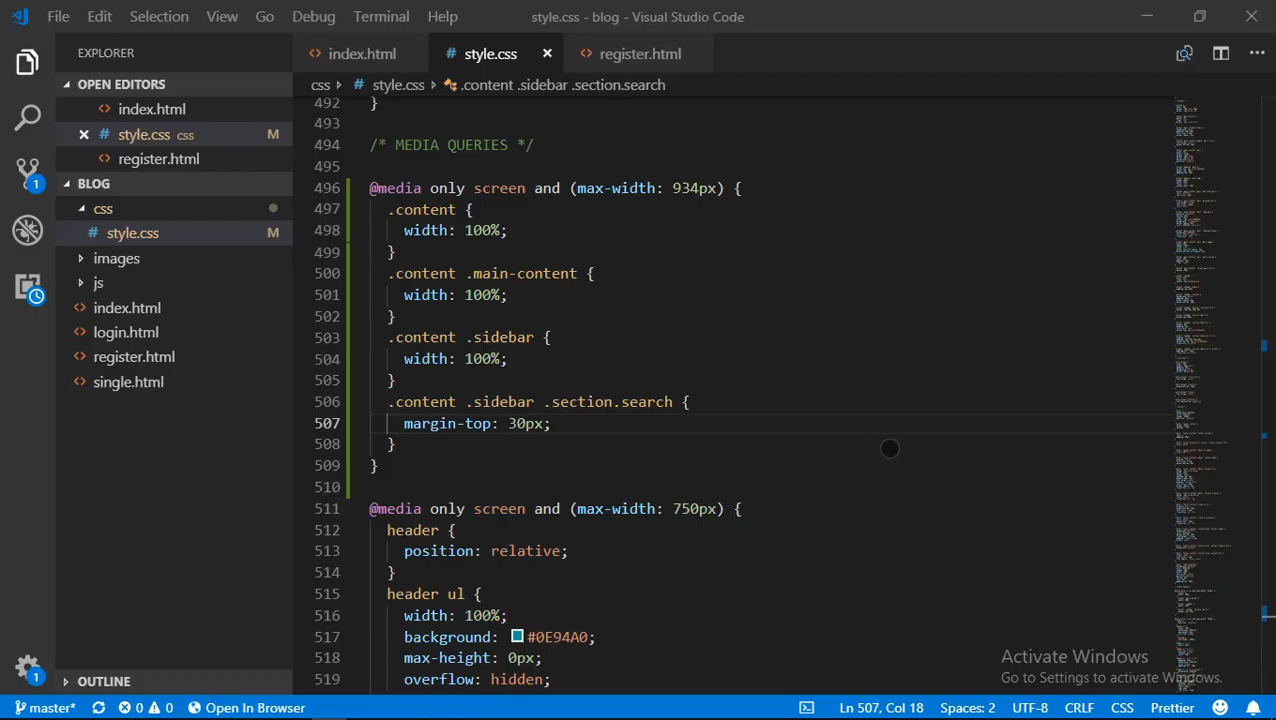 File Edit Selection View Go Debug Terminal Help style.css - blog - Visual Studio Code
EXPLORER
OPEN EDITORS
index.html
style.css css M
register.html
BLOG
css
style.css M
images
js
index.html
login.html
register.html
single.html
OUTLINE
index.html style.css register.html
css style.css .content .sidebar .section.search
492 }
493
494 /* MEDIA QUERIES */
495
496 @media only screen and (max-width: 934px) {
497 .content {
498 width: 100%;
499 }
500 .content .main-content {
501 width: 100%;
502 }
503 .content .sidebar {
504 width: 100%;
505 }
506 .content .sidebar .section.search {
507 margin-top: 30px;
508 }
509 }
510
511 @media only screen and (max-width: 750px) {
512 header {
513 position: relative;
514 }
515 header ul {
516 width: 100%;
517 background: #0E94A0;
518 max-height: 0px;
519 overflow: hidden;
Activate Windows
Go to Settings to activate Windows.
1
1
master* 0 0 Open In Browser Ln 507, Col 18 Spaces: 2 UTF-8 CRLF CSS Prettier